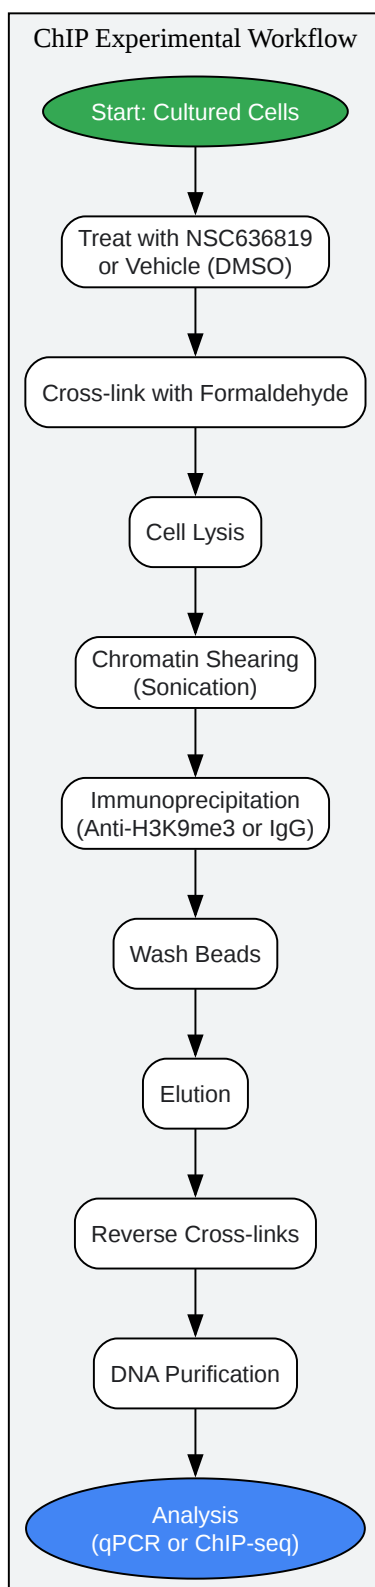 ChIP Experimental Workflow
Start: Cultured Cells
Treat with NSC636819
or Vehicle (DMSO)
Cross-link with Formaldehyde
Cell Lysis
Chromatin Shearing
(Sonication)
Immunoprecipitation
(Anti-H3K9me3 or IgG)
Wash Beads
Elution
Reverse Cross-links
DNA Purification
Analysis
(qPCR or ChIP-seq)